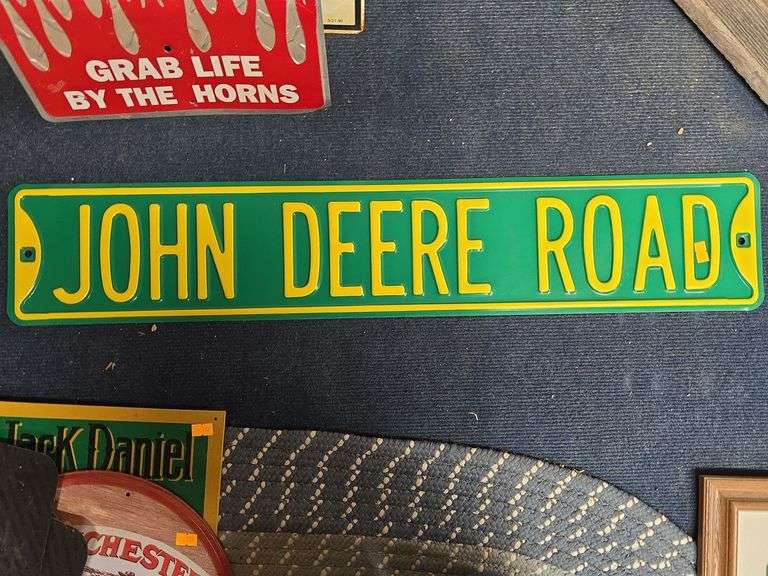 GRAB LIFE
BY THE HORNS
JOHN DEERE ROAD
Jack Daniel